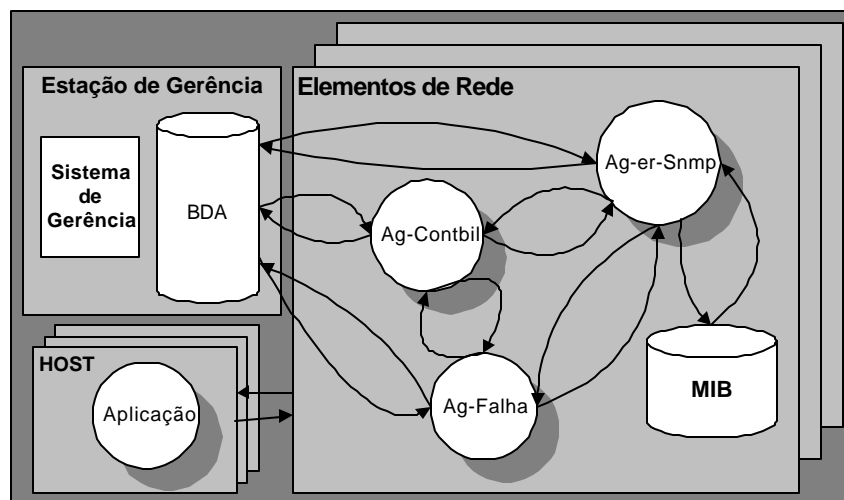 Estação de Gerência
Elementos de Rede
Sistema
de
Gerência
BDA
Ag-er-Snmp
Ag-Contbil
HOST
Aplicação
Ag-Falha
MIB